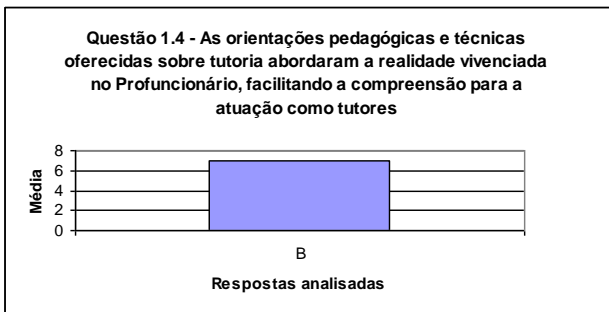 Questão 1.4 - As orientações pedagógicas e técnicas
oferecidas sobre tutoria abordaram a realidade vivenciada
no Profuncionário, facilitando a compreensão para a
atuação como tutores
8
6
4
2
0
Média
B
Respostas analisadas